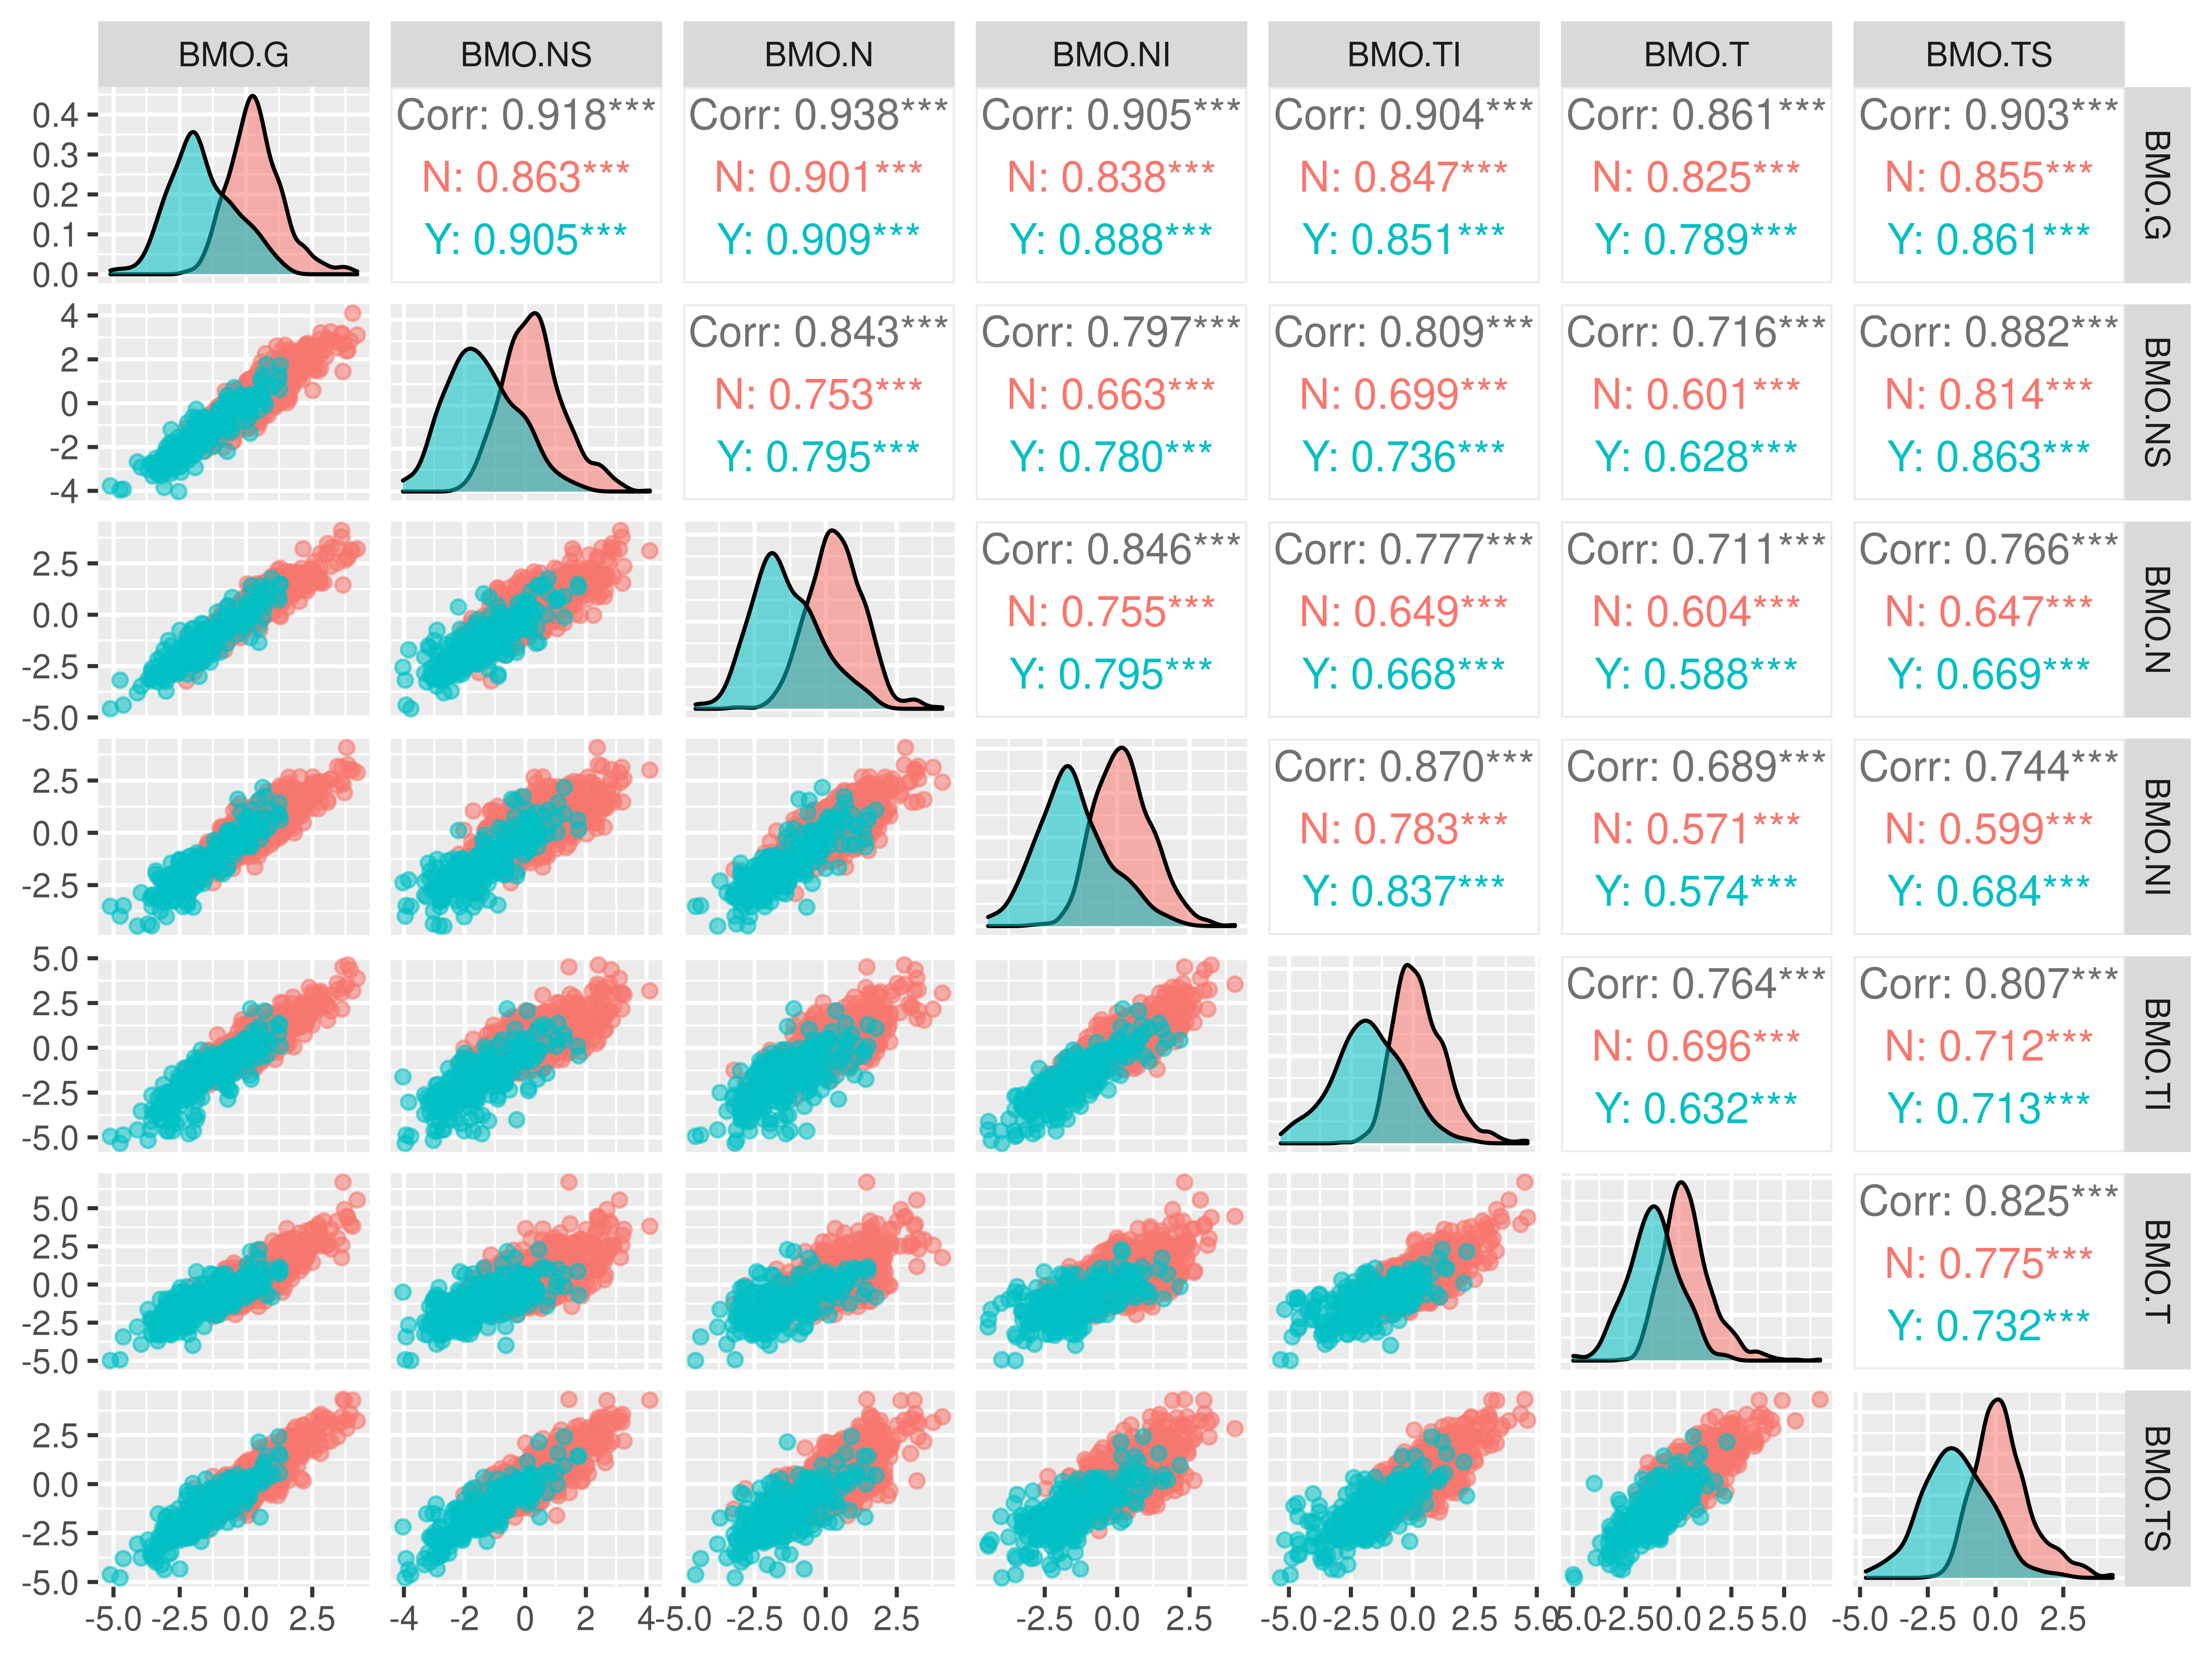 BMO.G BMO.NS BMO.N BMO.NI BMO.TI BMO.T BMO.TS
0.4 0.3 0.2 0.1 0.0
Corr: 0.918*** Corr: 0.938*** Corr: 0.905*** Corr: 0.904*** Corr: 0.861*** Corr: 0.903***
N: 0.863*** N: 0.901*** N: 0.838*** N: 0.847*** N: 0.825*** N: 0.855***
Y: 0.905*** Y: 0.909*** Y: 0.888*** Y: 0.851*** Y: 0.789*** Y: 0.861***
BMO.G
4 2 0 -2 -4
Corr: 0.843*** Corr: 0.797*** Corr: 0.809*** Corr: 0.716*** Corr: 0.882***
N: 0.753*** N: 0.663*** N: 0.699*** N: 0.601*** N: 0.814***
Y: 0.795*** Y: 0.780*** Y: 0.736*** Y: 0.628*** Y: 0.863***
BMO.NS
2.5 0.0 -2.5 -5.0
Corr: 0.846*** Corr: 0.777*** Corr: 0.711*** Corr: 0.766***
N: 0.755*** N: 0.649*** N: 0.604*** N: 0.647***
Y: 0.795*** Y: 0.668*** Y: 0.588*** Y: 0.669***
BMO.N
2.5 0.0 -2.5
Corr: 0.870*** Corr: 0.689*** Corr: 0.744***
N: 0.783*** N: 0.571*** N: 0.599***
Y: 0.837*** Y: 0.574*** Y: 0.684***
BMO.NI
5.0 2.5 0.0 -2.5 -5.0
Corr: 0.764*** Corr: 0.807***
N: 0.696*** N: 0.712***
Y: 0.632*** Y: 0.713***
BMO.TI
5.0 2.5 0.0 -2.5 -5.0
Corr: 0.825***
N: 0.775***
Y: 0.732***
BMO.T
2.5 0.0 -2.5 -5.0
BMO.TS
-5.0 -2.5 0.0 2.5 -4 -2 0 2 4 -5.0 -2.5 0.0 2.5 -2.5 0.0 2.5 -5.0 -2.5 0.0 2.5 5.0 -5.0 -2.5 0.0 2.5 5.0 -5.0 -2.5 0.0 2.5